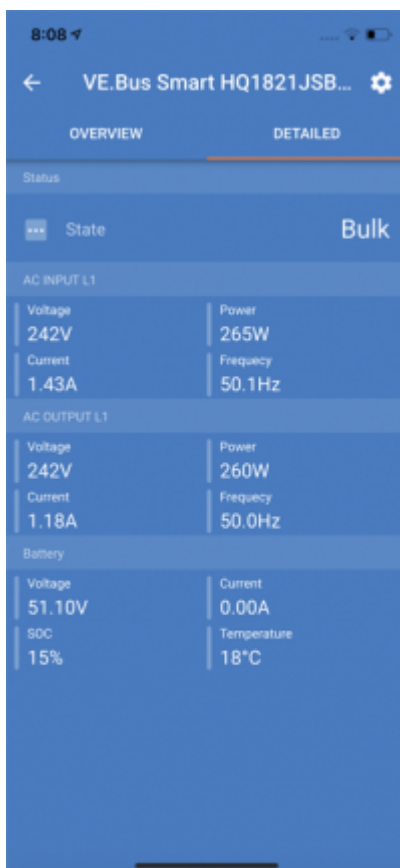 8:08
VE.Bus Smart HQ1821JSB...
OVERVIEW DETAILED
Status
State Bulk
AC INPUT L1
Voltage Power
242V 265W
Current Frequecy
1.43A 50.1Hz
AC OUTPUT L1
Voltage Power
242V 260W
Current Frequecy
1.18A 50.0Hz
Battery
Voltage Current
51.10V 0.00A
SOC Temperature
15% 18°C